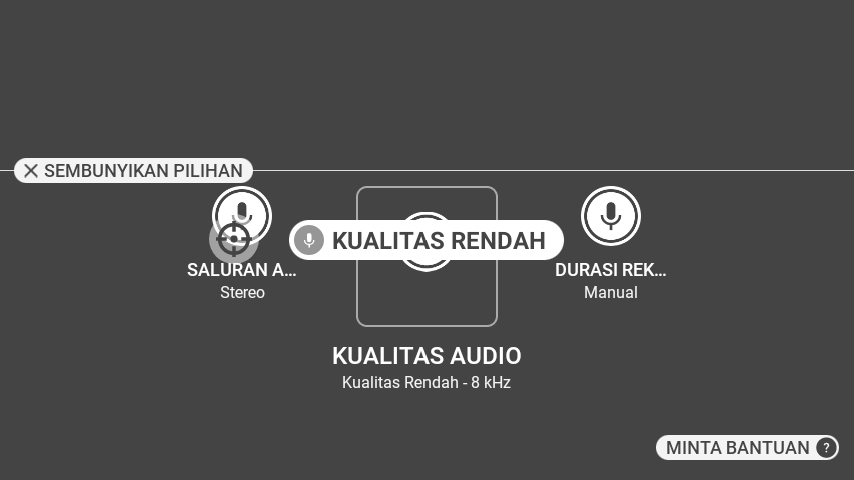 SEMBUNYIKAN PILIHAN
KUALITAS RENDAH
SALURAN A...
Stereo
DURASI REK...
Manual
KUALITAS AUDIO
Kualitas Rendah - 8 kHz
MINTA BANTUAN ?